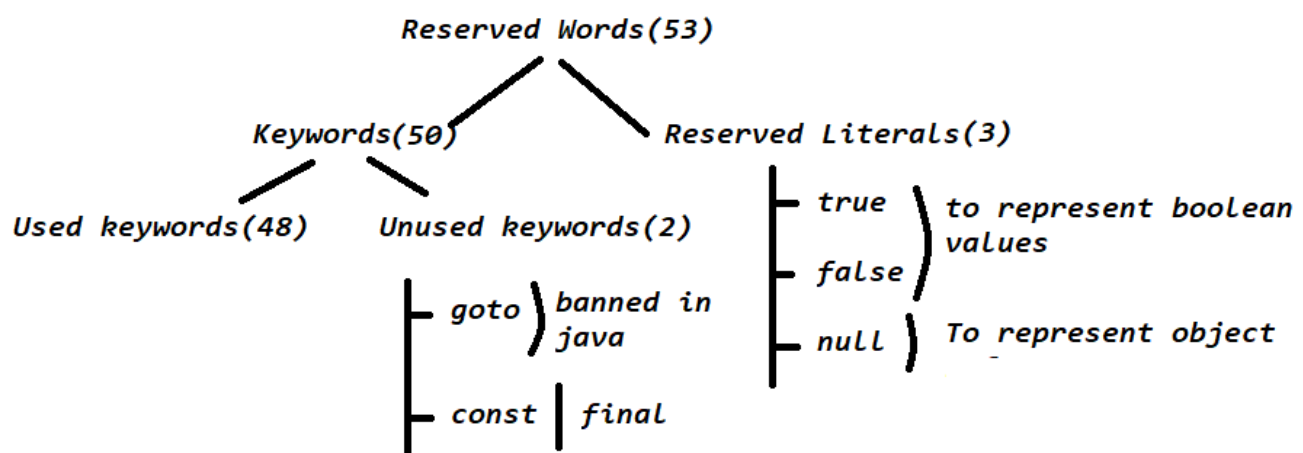 Reserved Words(53)
Keywords(50)
Reserved Literals(3)
Used keywords(48)
Unused keywords(2)
goto
banned in
java
const
final
true
false
to represent boolean
values
null
To represent object